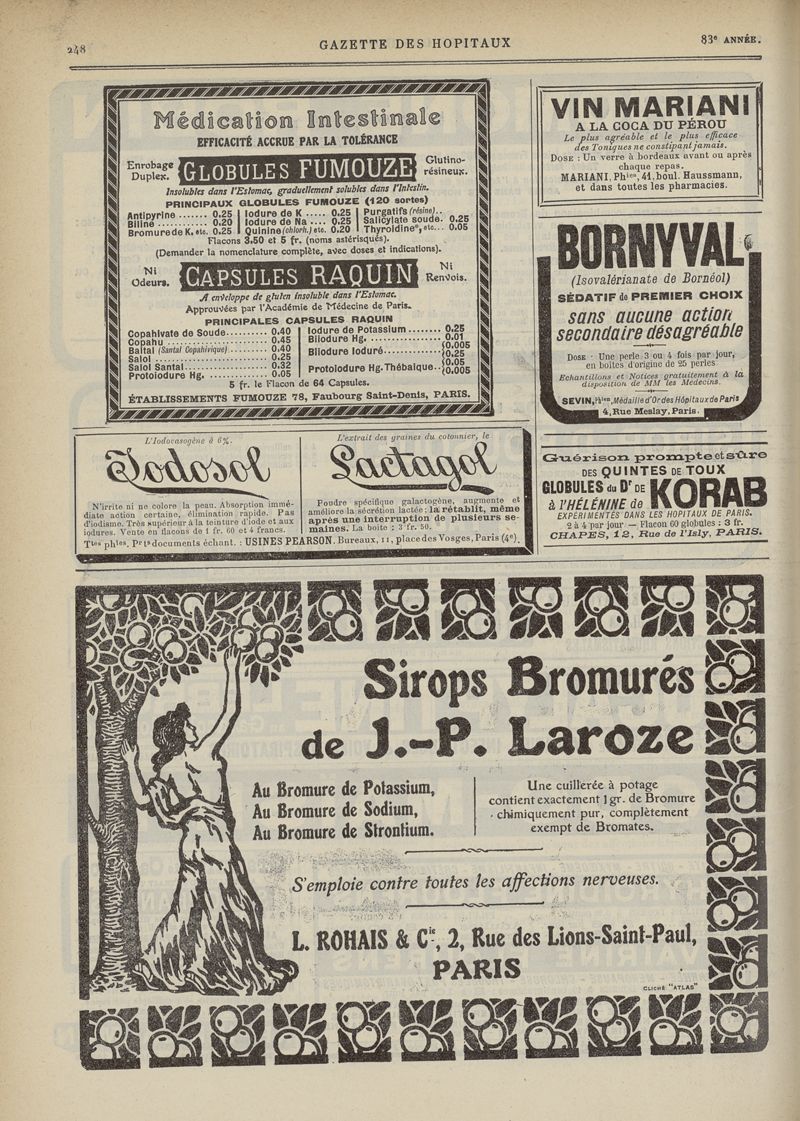 248
GAZETTE DES HOPITAUX
83e ANNÉE.
Médication Intestinale
EFFICACITÉ ACCRUE PAR LA TOLÉRANCE
Enrobage Duplex.
GLOBULES FUMOUZE
Glutino-résineux.
Insolubles dans l'Estomac, graduellement solubles dans l'Intestin.
PRINCIPAUX GLOBULES FUMOUZE (120 sortes)
Antipyrine ....... 0.25
Biline ........... 0.20
Bromure de K. etc. 0.25
Iodure de K ..... 0.25
Iodure de Na .... 0.25
Quinine (chlorh.) etc. 0.20
Purgatifs (résine)..
Salicylate soude. 0.25
Thyroïdine*, etc... 0.05
Flacons 3.50 et 5 fr. (noms astérisqués).
(Demander la nomenclature complète, avec doses et indications).
Ni Odeurs.
CAPSULES RAQUIN
Ni Renvois.
A enveloppe de gluten insoluble dans l'Estomac.
Approuvées par l'Académie de Médecine de Paris.
PRINCIPALES CAPSULES RAQUIN
Copahivate de Soude ......... 0.40
Copahu ......... 0.45
Baltal (Santal Copahivique) ......... 0.40
Salol ......... 0.25
Salol Santal ......... 0.32
Protoiodure Hg. ......... 0.05
Iodure de Potassium ........ 0.25
Biiodure Hg. ......... 0.01
Biiodure Ioduré ......... {0.005 {0.25
Protoiodure Hg. Thébaïque .. {0.05 {0.005
5 fr. le Flacon de 64 Capsules.
ÉTABLISSEMENTS FUMOUZE 78, Faubourg Saint-Denis, PARIS.
VIN MARIANI
A LA COCA DU PÉROU
Le plus agréable et le plus efficace
des Toniques ne constipant jamais.
DOSE : Un verre à bordeaux avant ou après
chaque repas.
MARIANI, Phien, 41, boul. Haussmann,
et dans toutes les pharmacies.
BORNYVAL
(Isovalérianate de Bornéol)
SÉDATIF de PREMIER CHOIX
sans aucune action
secondaire désagréable
DOSE · Une perle 3 ou 4 fois par jour,
en boîtes d'origine de 25 perles
Echantillons et Notices gratuitement à la
disposition de MM les Médecins.
SEVIN, Phien, Médaille d'Or des Hôpitaux de Paris
4, Rue Meslay, Paris.
L'Iodovasogène à 6 %.
Iodosol
N'irrite ni ne colore la peau. Absorption immé-
diate action certaine, élimination rapide. Pas
d'iodisme. Très supérieur à la teinture d'iode et aux
iodures. Vente en flacons de 1 fr. 60 et 4 francs.
L'extrait des graines du cotonnier, le
Lactagol
Poudre spécifique galactogène, augmente et
améliore la sécrétion lactée; la rétablit, même
après une interruption de plusieurs se-
maines. La boîte : 3 fr. 50.
Ttes phies. Pr ts documents échant. : USINES PEARSON. Bureaux, 11, place des Vosges, Paris (4e).
Guérison prompte et sûre
DES QUINTES DE TOUX
GLOBULES du Dr DE KORAB
à l'HÉLÉNINE de
EXPÉRIMENTÉS DANS LES HOPITAUX DE PARIS.
2 à 4 par jour — Flacon 60 globules : 3 fr.
CHAPES, 12, Rue de l'Isly, PARIS.
Sirops Bromurés
de J.-P. Laroze
Au Bromure de Potassium,
Au Bromure de Sodium,
Au Bromure de Strontium.
Une cuillerée à potage
contient exactement 1 gr. de Bromure
chimiquement pur, complètement
exempt de Bromates.
S'emploie contre toutes les affections nerveuses.
L. ROHAIS & Cie, 2, Rue des Lions-Saint-Paul,
PARIS
CLICHÉ "ATLAS"